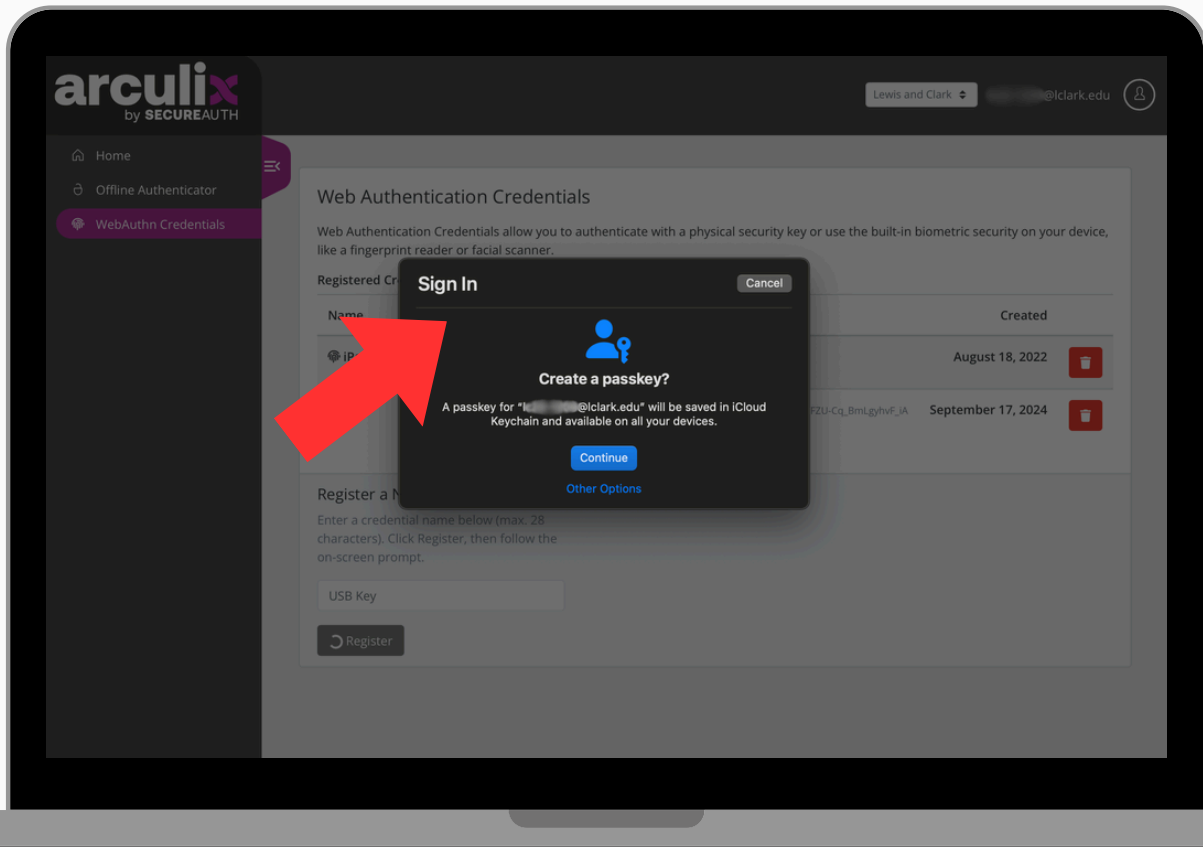 arculix
by SECUREAUTH
Lewis and Clark
@lclark.edu
Home
Offline Authenticator
WebAuthn Credentials
Web Authentication Credentials
Web Authentication Credentials allow you to authenticate with a physical security key or use the built-in biometric security on your device,
like a fingerprint reader or facial scanner.
Registered Cr
Name
Created
iP
August 18, 2022
FZU-Cq_BmLgyhvF_iA
September 17, 2024
Sign In
Cancel
Create a passkey?
A passkey for "@lclark.edu" will be saved in iCloud
Keychain and available on all your devices.
Continue
Other Options
Register a N
Enter a credential name below (max. 28
characters). Click Register, then follow the
on-screen prompt.
USB Key
Register